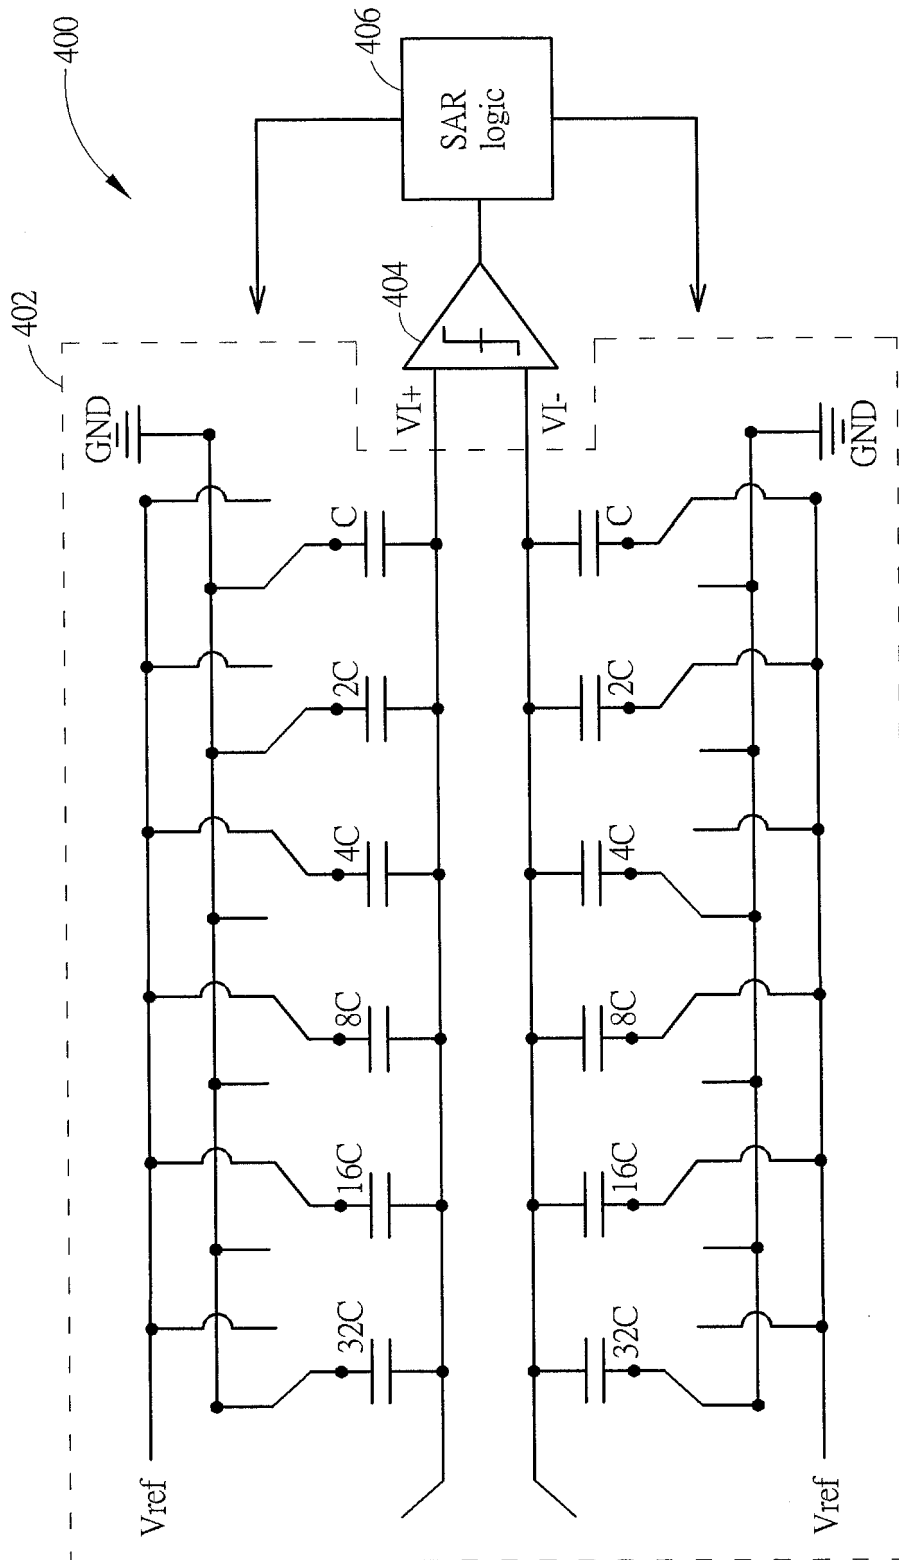 400
402
406
SAR
logic
404
GND
VI+
VI-
GND
Vref
32C
16C
8C
4C
2C
C
32C
16C
8C
4C
2C
C
Vref